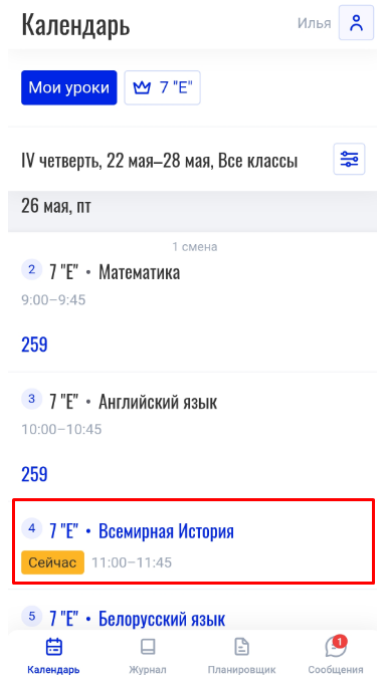 Календарь
Илья
Мои уроки
7 "Е"
IV четверть, 22 мая–28 мая, Все классы
26 мая, пт
1 смена
2 7 "Е" • Математика
9:00–9:45
259
3 7 "Е" • Английский язык
10:00–10:45
259
4 7 "Е" • Всемирная История
Сейчас 11:00–11:45
5 7 "Е" • Белорусский язык
1
Календарь Журнал Планировщик Сообщения